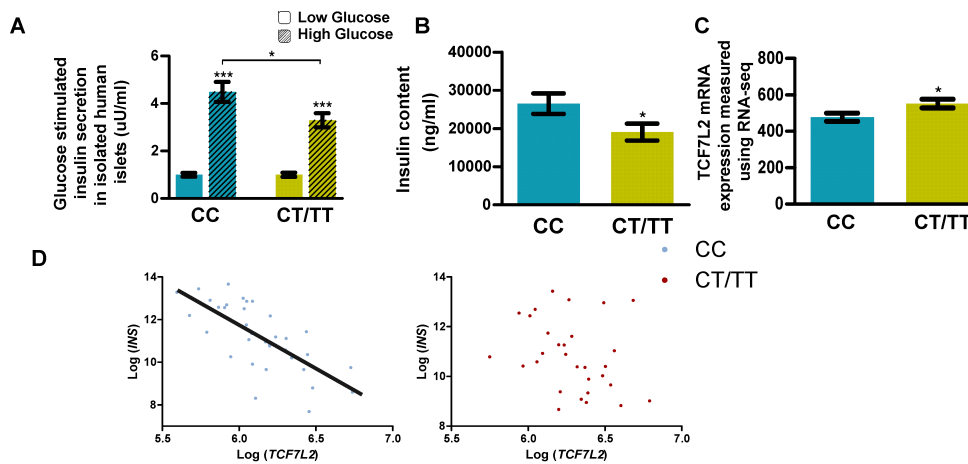 A
Low Glucose
High Glucose
Glucose stimulated
insulin secretion
in isolated human
islets (uU/ml)
6
4
2
0
***
*
***
CC
CT/TT
B
Insulin content
(ng/ml)
40000
30000
20000
10000
0
*
CC
CT/TT
C
TCF7L2 mRNA
expression measured
using RNA-seq
800
600
400
200
0
*
CC
CT/TT
D
CC
CT/TT
Log (INS)
14
12
10
8
5.5
6.0
6.5
7.0
Log (TCF7L2)
Log (INS)
14
12
10
8
5.5
6.0
6.5
7.0
Log (TCF7L2)